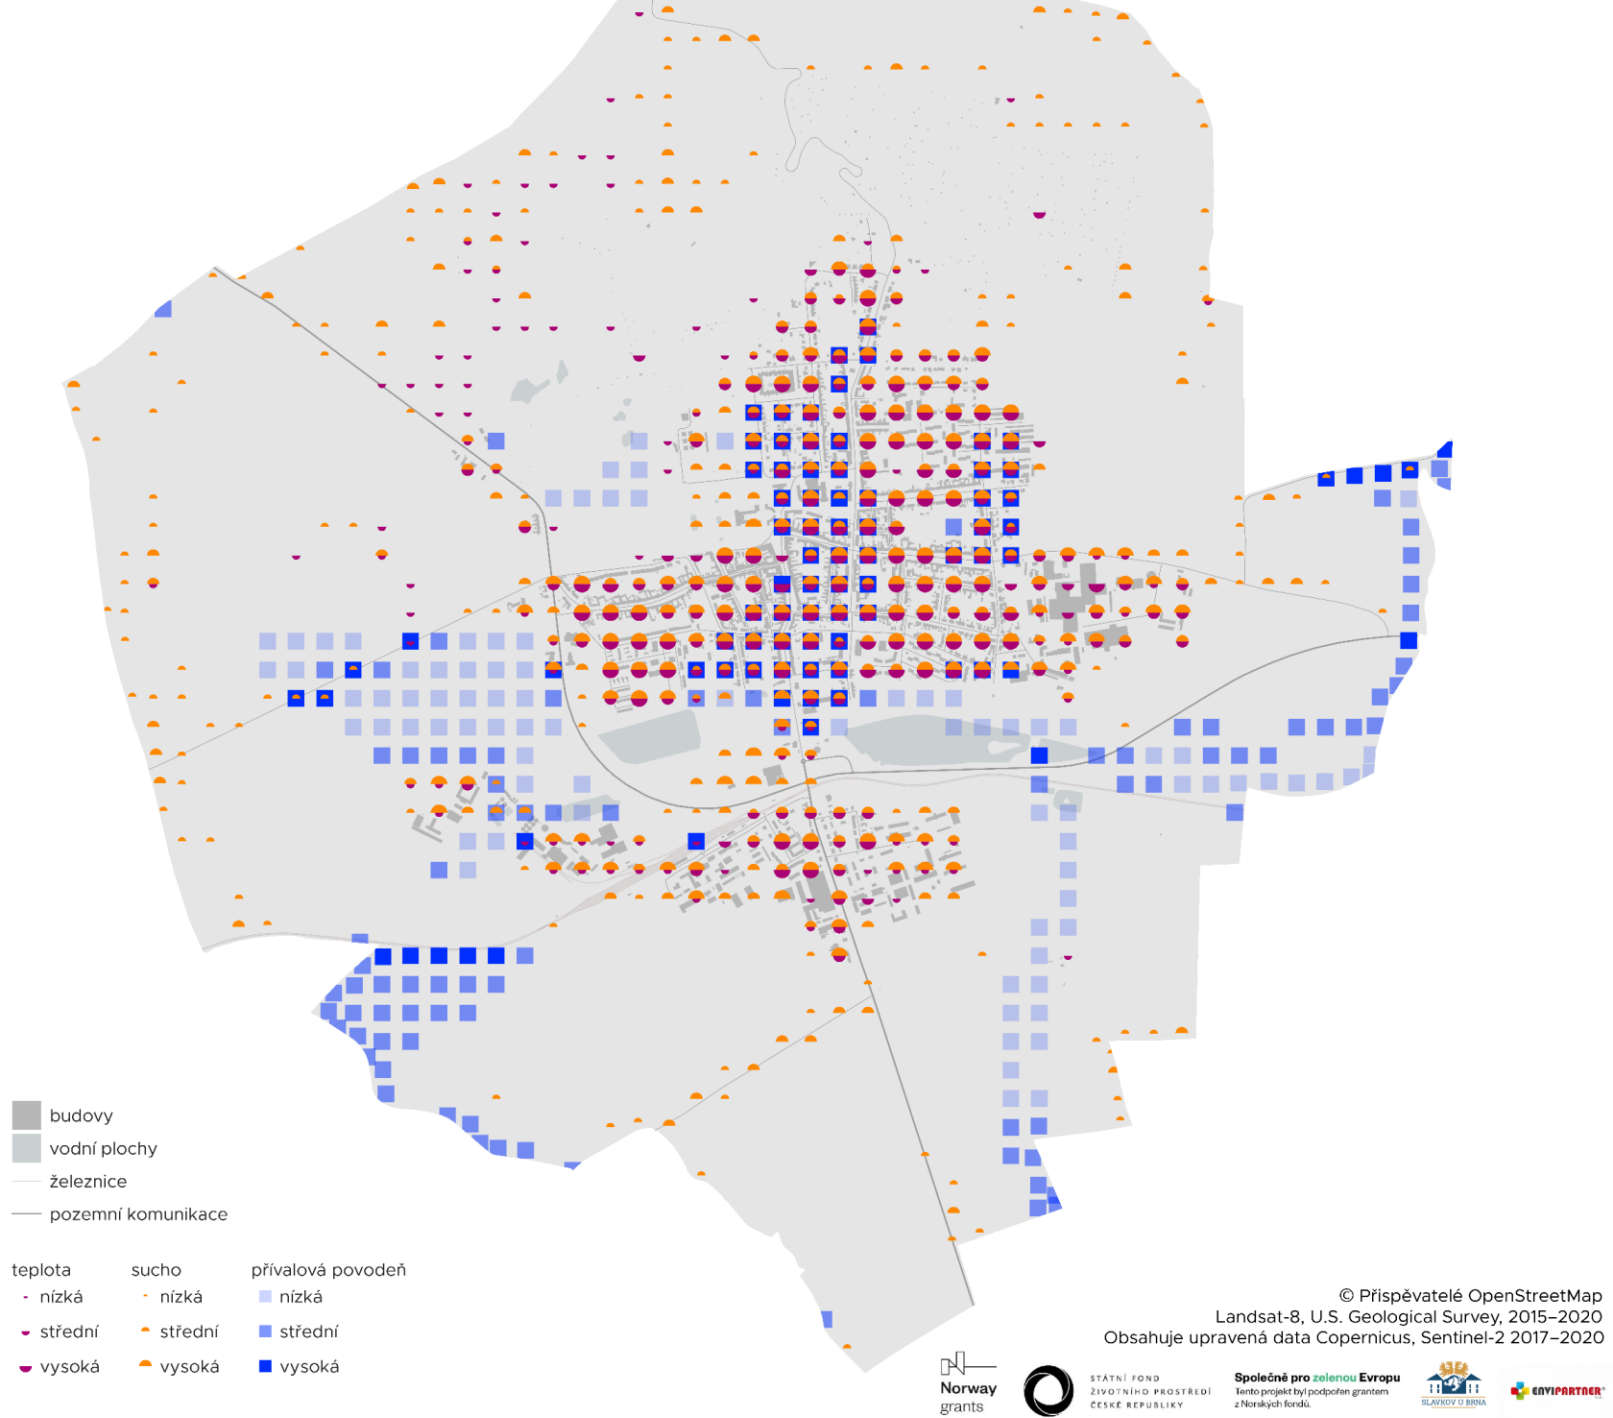 budovy
vodní plochy
železnice
pozemní komunikace
teplota sucho přívalová povodeň
nízká nízká nízká
střední střední střední
vysoká vysoká vysoká
© Přispěvatelé OpenStreetMap
Landsat-8, U.S. Geological Survey, 2015–2020
Obsahuje upravená data Copernicus, Sentinel-2 2017–2020
Norway
grants
STÁTNÍ FOND
ŽIVOTNÍHO PROSTŘEDÍ
ČESKÉ REPUBLIKY
Společně pro zelenou Evropu
Tento projekt byl podpořen grantem
z Norských fondů.
SLAVKOV U BRNA
ENVIPARTNER